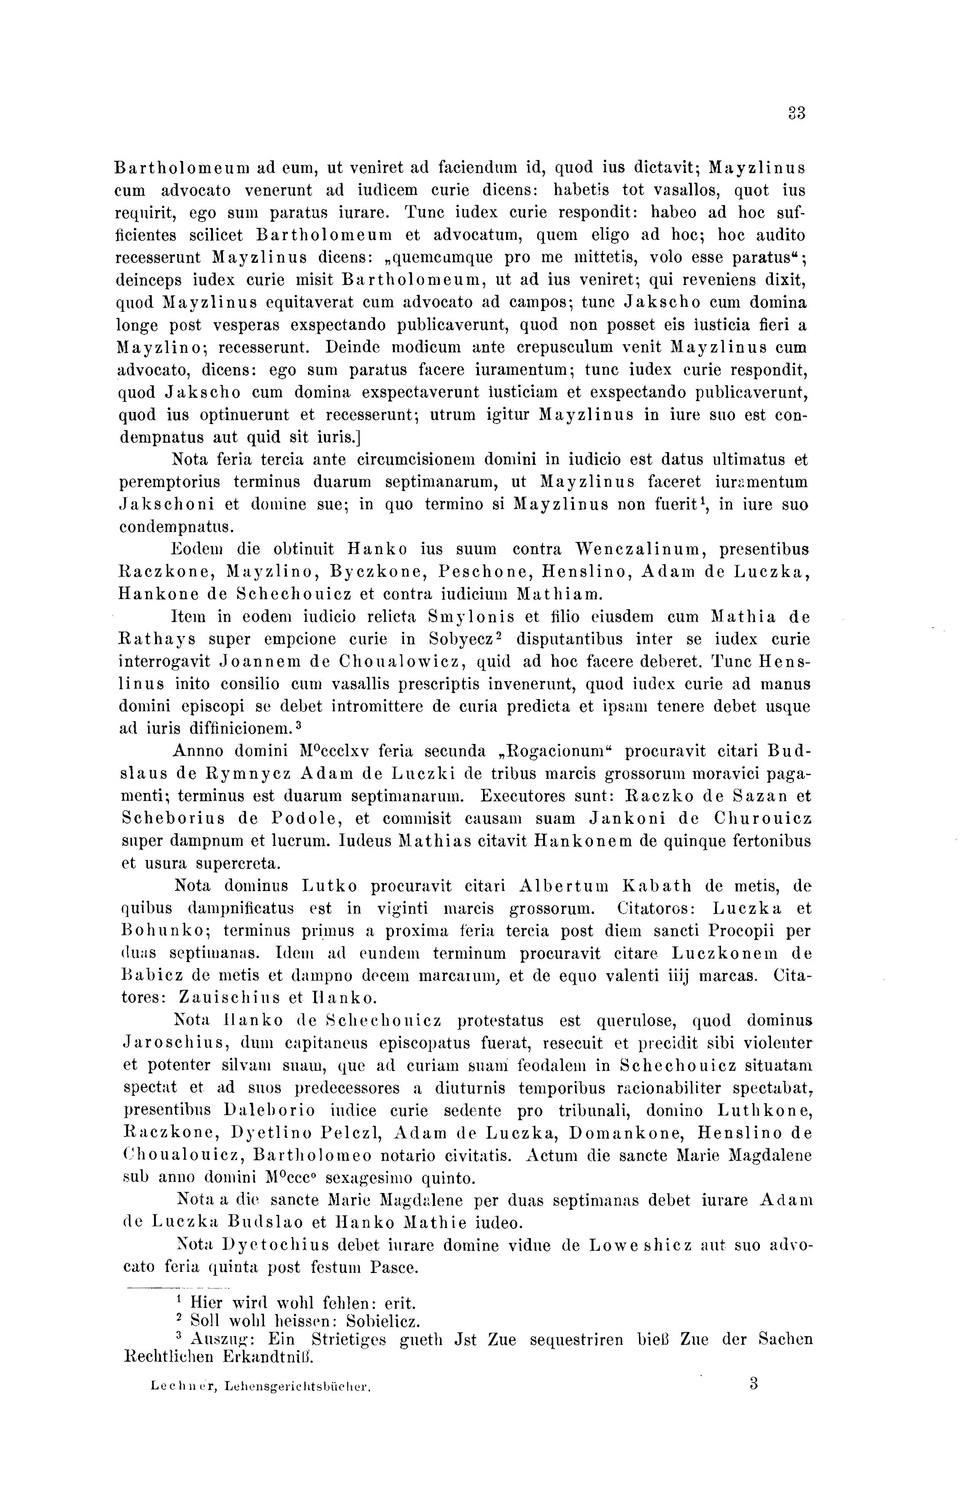 33
Bartholomeum ad eum, ut veniret ad faciendum id, quod ius dictavit; Mayzlinus
cum advocato venerunt ad iudicem curie dicens: habetis tot vasallos, quot ius
requirit, ego sum paratus iurare. Tunc iudex curie respondit: habeo ad hoc suf-
ficientes scilicet Bartholomeum et advocatum, quem eligo ad hoc; hoc audito
recesserunt Mayzlinus dicens: „quemcumque pro me mittetis, volo esse paratus“;
deinceps iudex curie misit Bartholomeum, ut ad ius veniret; qui reveniens dixit,
quod Mayzlinus equitaverat cum advocato ad campos; tunc Jakscho cum domina
longe post vesperas exspectando publicaverunt, quod non posset eis iusticia fieri a
Mayzlino; recesserunt. Deinde modicum ante crepusculum venit Mayzlinus cum
advocato, dicens: ego sum paratus facere iuramentum; tunc iudex curie respondit,
quod Jakscho cum domina exspectaverunt iusticiam et exspectando publicaverunt,
quod ius optinuerunt et recesserunt; utrum igitur Mayzlinus in iure suo est con-
dempnatus aut quid sit iuris.]
Nota feria tercia ante circumcisionem domini in iudicio est datus ultimatus et
peremptorius terminus duarum septimanarum, ut Mayzlinus faceret iuramentum
Jakschoni et domine sue; in quo termino si Mayzlinus non fuerit¹, in iure suo
condempnatus.
Eodem die obtinuit Hanko ius suum contra Wenczalinum, presentibus
Raczkone, Mayzlino, Byczkone, Peschone, Henslino, Adam de Luczka,
Hankone de Schechouicz et contra iudicium Mathiam.
Item in eodem iudicio relicta Smylonis et filio eiusdem cum Mathia de
Rathays super empcione curie in Sobyecz² disputantibus inter se iudex curie
interrogavit Joannem de Choualowicz, quid ad hoc facere deberet. Tunc Hens-
linus inito consilio cum vasallis prescriptis invenerunt, quod iudex curie ad manus
domini episcopi se debet intromittere de curia predicta et ipsam tenere debet usque
ad iuris diffinicionem.³
Annno domini M⁰ccclxv feria secunda „Rogacionum“ procuravit citari Bud-
slaus de Rymnycz Adam de Luczki de tribus marcis grossorum moravici paga-
menti; terminus est duarum septimanarum. Executores sunt: Raczko de Sazan et
Scheborius de Podole, et commisit causam suam Jankoni de Churouicz
super dampnum et lucrum. Iudeus Mathias citavit Hankonem de quinque fertonibus
et usura supercreta.
Nota dominus Lutko procuravit citari Albertum Kabath de metis, de
quibus dampnificatus est in viginti marcis grossorum. Citatoros: Luczka et
Bohunko; terminus primus a proxima feria tercia post diem sancti Procopii per
duas septimanas. Idem ad eundem terminum procuravit citare Luczkonem de
Babicz de metis et dampno decem marcarum, et de equo valenti iiij marcas. Cita-
tores: Zauischius et Hanko.
Nota Hanko de Schechouicz protestatus est querulose, quod dominus
Jaroschius, dum capitaneus episcopatus fuerat, resecuit et precidit sibi violenter
et potenter silvam suam, que ad curiam suam feodalem in Schechouicz situatam
spectat et ad suos predecessores a diuturnis temporibus racionabiliter spectabat,
presentibus Daleborio iudice curie sedente pro tribunali, domino Luthkone,
Raczkone, Dyetlino Pelczl, Adam de Luczka, Domankone, Henslino de
Choualouicz, Bartholomeo notario civitatis. Actum die sancte Marie Magdalene
sub anno domini M⁰ccc⁰ sexagesimo quinto.
Nota a die sancte Marie Magdalene per duas septimanas debet iurare Adam
de Luczka Budslao et Hanko Mathie iudeo.
Nota Dyetochius debet iurare domine vidue de Loweshicz aut suo advo-
cato feria quinta post festum Pasce.
¹ Hier wird wohl fehlen: erit.
² Soll wohl heissen: Sobielicz.
³ Auszug: Ein Strietiges gueth Jst Zue sequestriren bieß Zue der Sachen
Rechtlichen Erkandtniß.
Lechner, Lehensgerichtsbücher. 3